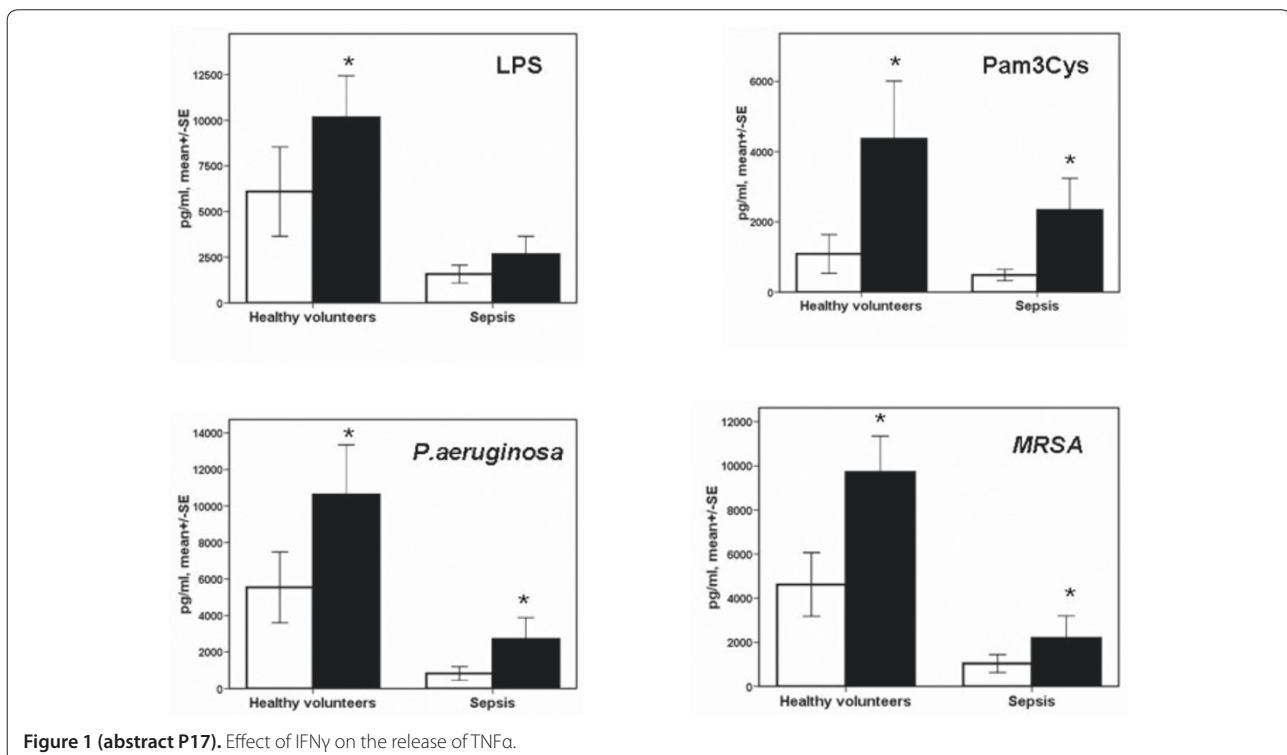 LPS
*
12500
10000
7500
5000
2500
0
pg/ml, mean+/-SE
Healthy volunteers Sepsis
Pam3Cys
*
*
6000
4000
2000
0
pg/ml, mean+/-SE
Healthy volunteers Sepsis
P.aeruginosa
*
*
14000
12000
10000
8000
6000
4000
2000
0
pg/ml, mean+/-SE
Healthy volunteers Sepsis
MRSA
*
*
12000
10000
8000
6000
4000
2000
0
pg/ml, mean+/-SE
Healthy volunteers Sepsis
Figure 1 (abstract P17). Effect of IFNγ on the release of TNFα.